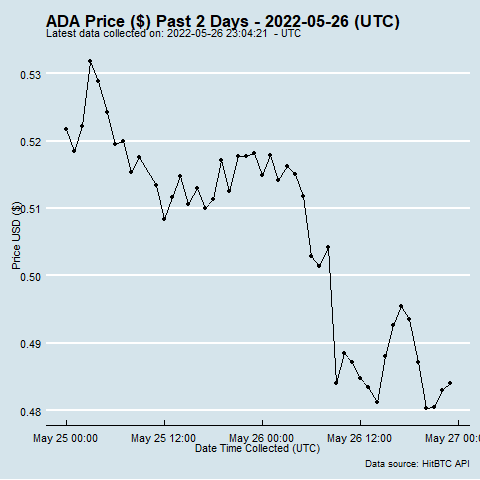 ADA Price ($) Past 2 Days - 2022-05-26 (UTC)
Latest data collected on: 2022-05-26 23:04:21  - UTC
0.53
0.52
0.51
0.50
0.49
0.48
Price USD ($)
May 25 00:00
May 25 12:00
May 26 00:00
May 26 12:00
May 27 00:0
Date Time Collected (UTC)
Data source: HitBTC API